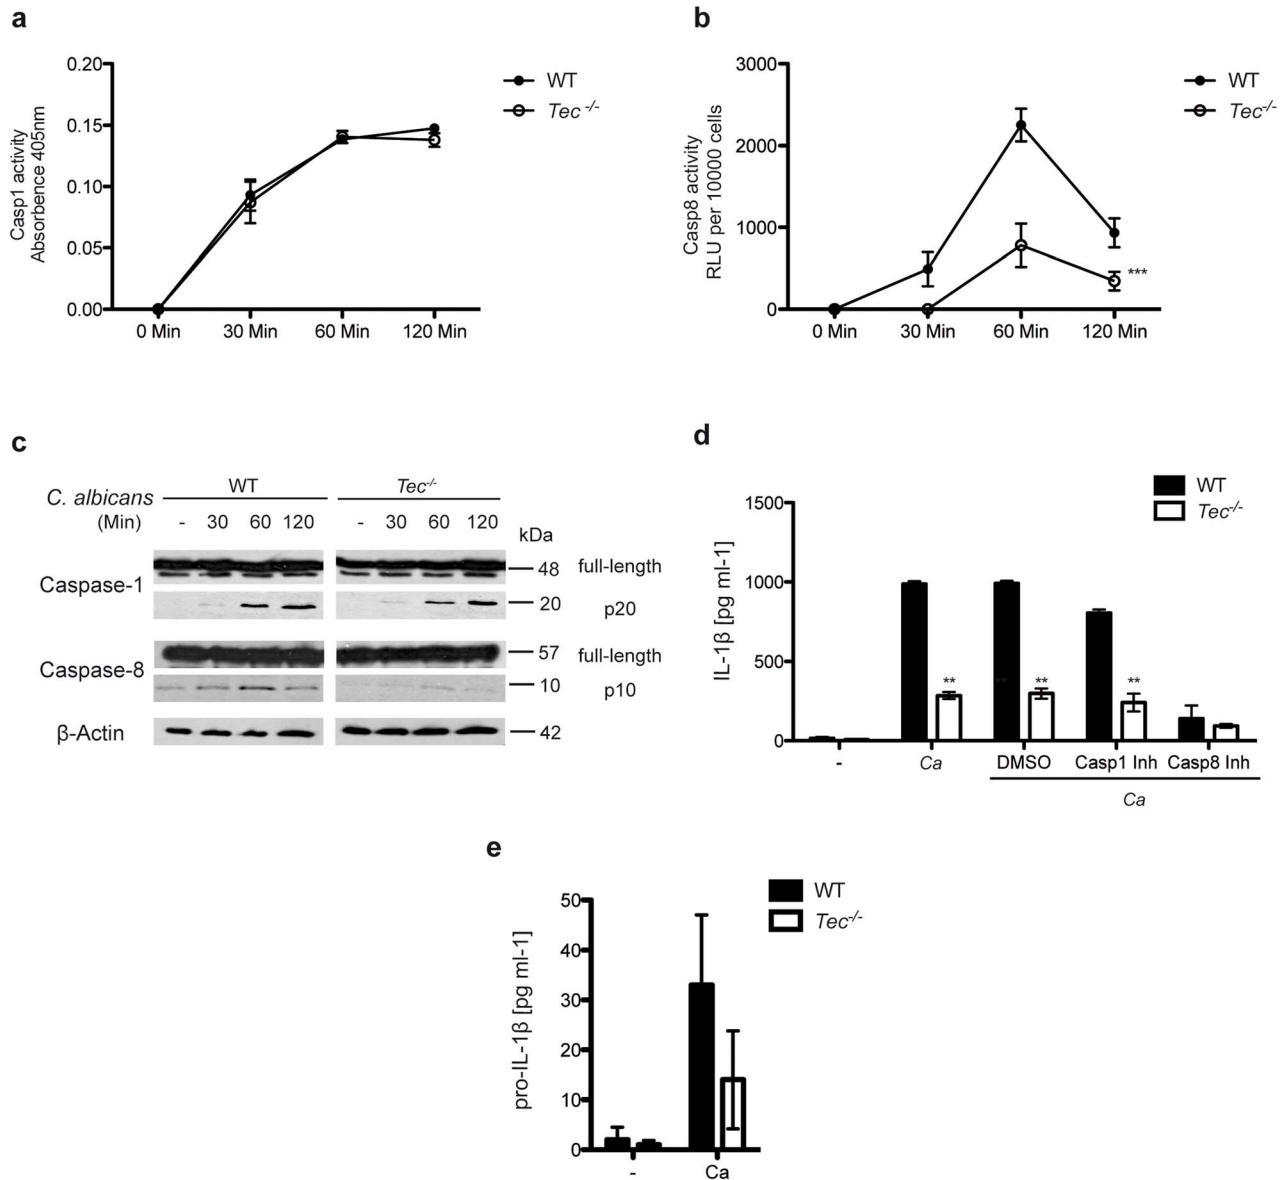 a
0.20
0.15
0.10
0.05
0.00
Casp1 activity
Absorbence 405nm
0 Min 30 Min 60 Min 120 Min
WT
Tec -/-
b
3000
2000
1000
0
Casp8 activity
RLU per 10000 cells
0 Min 30 Min 60 Min 120 Min
WT
Tec-/-
***
c
WT Tec-/-
C. albicans
(Min) - 30 60 120 - 30 60 120
kDa
Caspase-1
48 full-length
20 p20
Caspase-8
57 full-length
10 p10
β-Actin 42
d
WT
Tec-/-
1500
1000
500
0
IL-1β [pg ml-1]
** ** ** **
- Ca DMSO Casp1 Inh Casp8 Inh
Ca
e
WT
Tec-/-
50
40
30
20
10
0
pro-IL-1β [pg ml-1]
- Ca